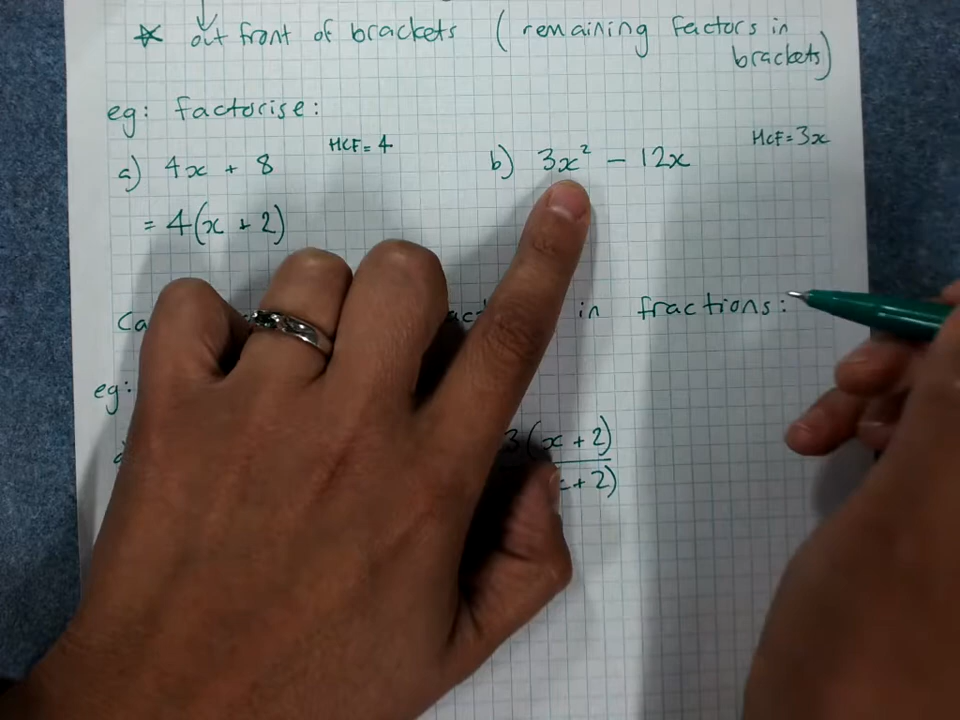 * out front of brackets (remaining factors in
brackets)
eg: factorise:
a) 4x + 8 HCF = 4
= 4(x + 2)
b) 3x² - 12x HCF = 3x
in fractions:
eg:
3(x + 2)
+ 2)